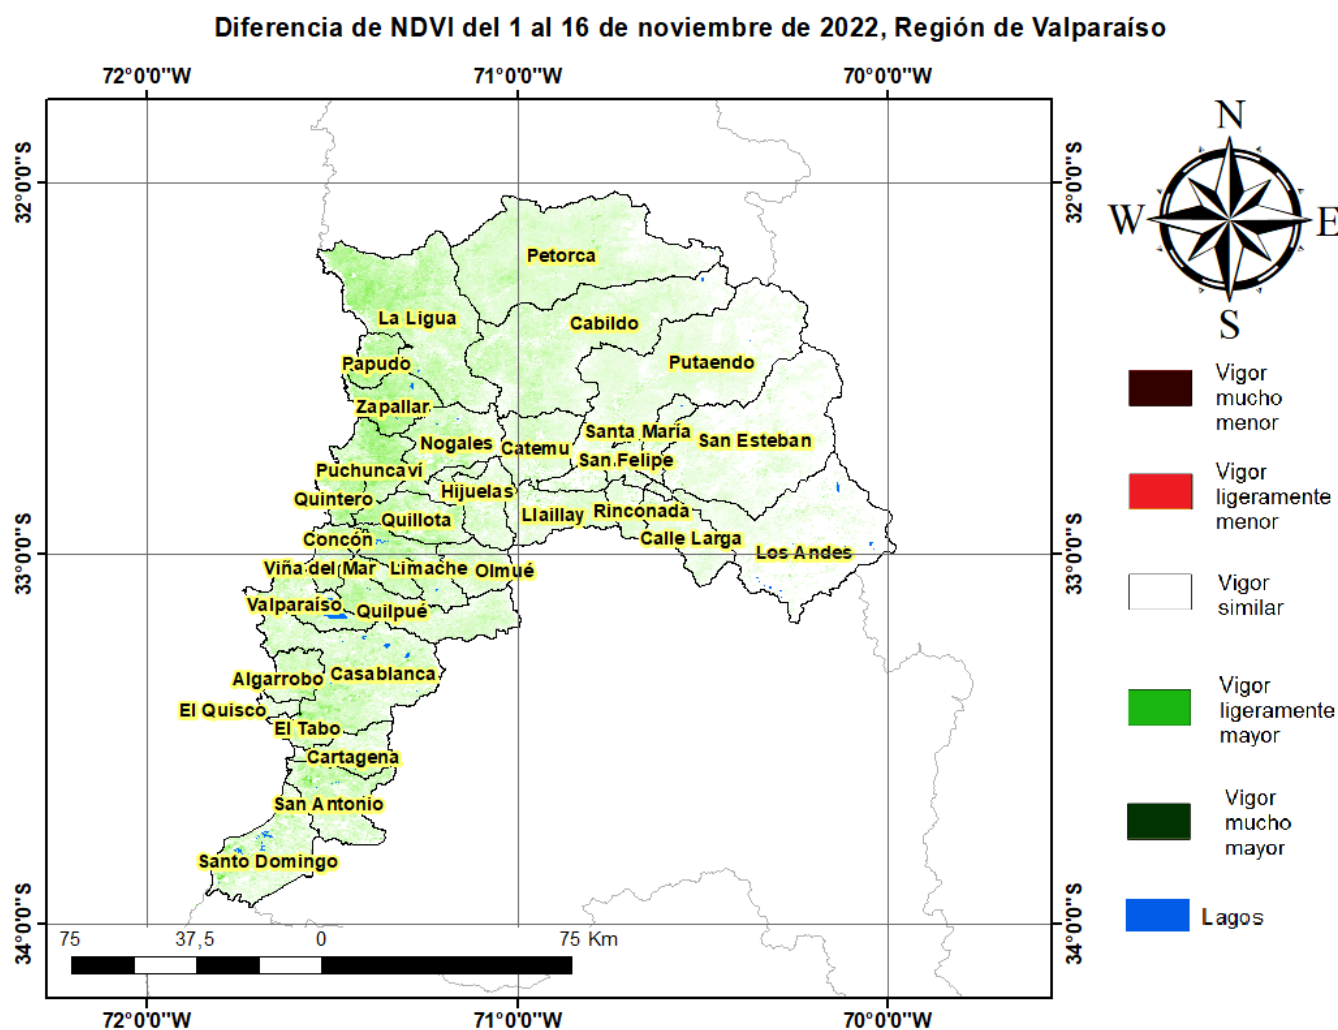 Diferencia de NDVI del 1 al 16 de noviembre de 2022, Región de Valparaíso
72°0'0"W
71°0'0"W
70°0'0"W
32°0'0"S
32°0'0"S
33°0'0"S
33°0'0"S
34°0'0"S
34°0'0"S
N
W
E
S
Petorca
La Ligua
Cabildo
Papudo
Putaendo
Zapallar
Santa María
Nogales
Catemu
San Esteban
San Felipe
Puchuncaví
Hijuelas
Quintero
Quillota
Llaillay
Rinconada
Concón
Calle Larga
Los Andes
Viña del Mar
Limache
Olmué
Valparaíso
Quilpué
Algarrobo
Casablanca
El Quisco
El Tabo
Cartagena
San Antonio
Santo Domingo
Vigor
mucho
menor
Vigor
ligeramente
menor
Vigor
similar
Vigor
ligeramente
mayor
Vigor
mucho
mayor
Lagos
75
37,5
0
75 Km
72°0'0"W
71°0'0"W
70°0'0"W